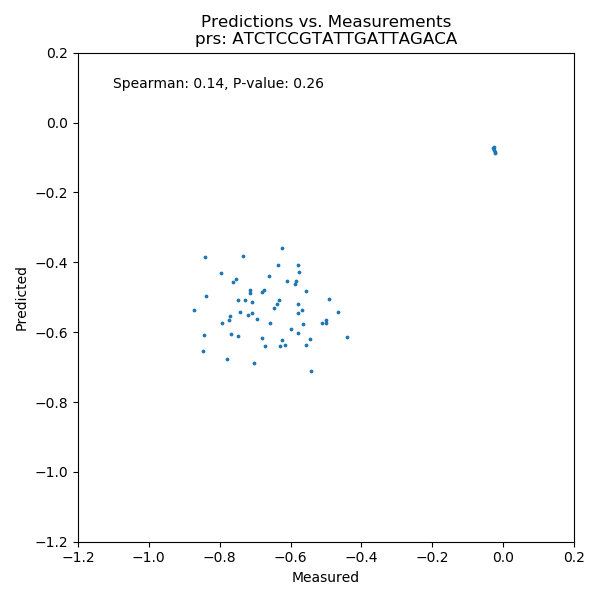 Predictions vs. Measurements
prs: ATCTCCGTATTGATTAGACA
0.2
Spearman: 0.14, P-value: 0.26
0.0
−0.2
−0.4
Predicted
−0.6
−0.8
−1.0
−1.2
−1.2 −1.0 −0.8 −0.6 −0.4 −0.2 0.0 0.2
Measured